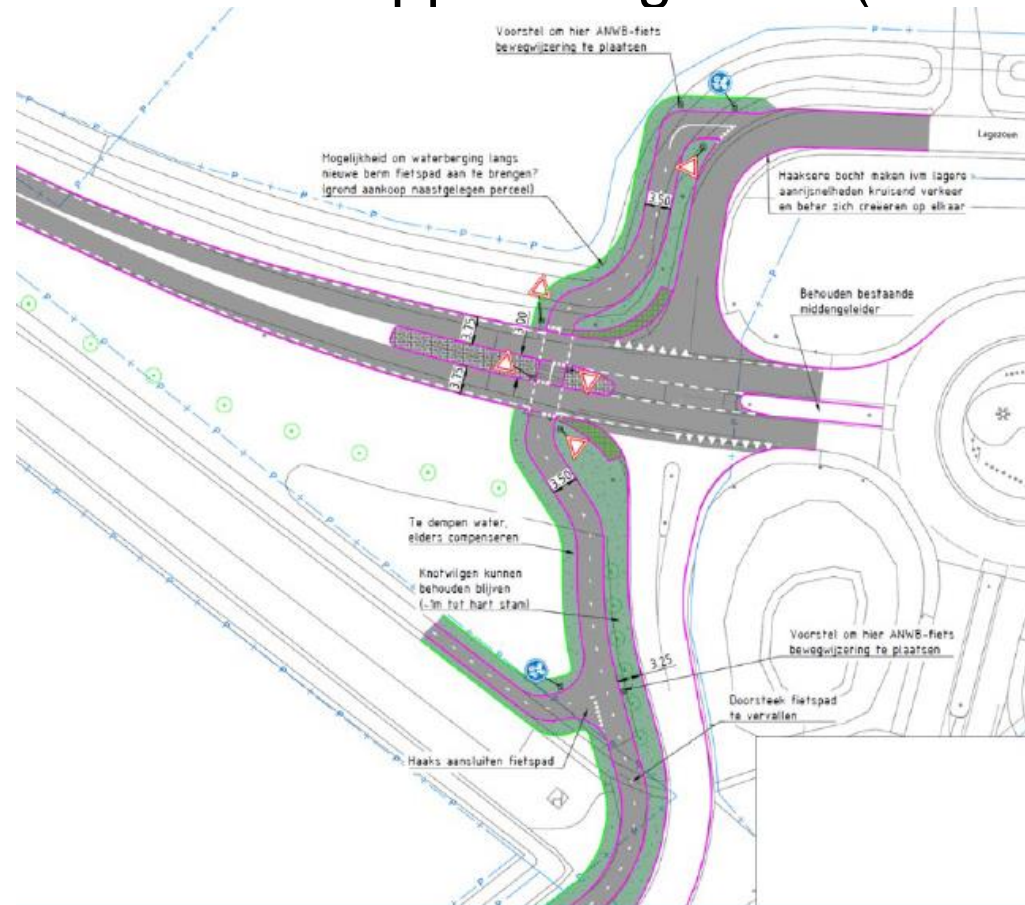 Voorstel om hier ANWB-fiets
bewegwijzering te plaatsen
Lagezoom
Mogelijkheid om waterberging langs
nieuwe berm fietspad aan te brengen?
(grond aankoop naastgelegen perceel)
Haaksere bocht maken ivm lagere
aanrijsnelheden kruisend verkeer
en beter zich creëeren op elkaar
3.50
Behouden bestaande
middengeleider
3.75
3.00
3.75
3.50
Te dempen water,
elders compenseren
Knotwilgen kunnen
behouden blijven
(~1m tot hart stam)
Voorstel om hier ANWB-fiets
bewegwijzering te plaatsen
3.25
Doorsteek fietspad
te vervallen
Haaks aansluiten fietspad